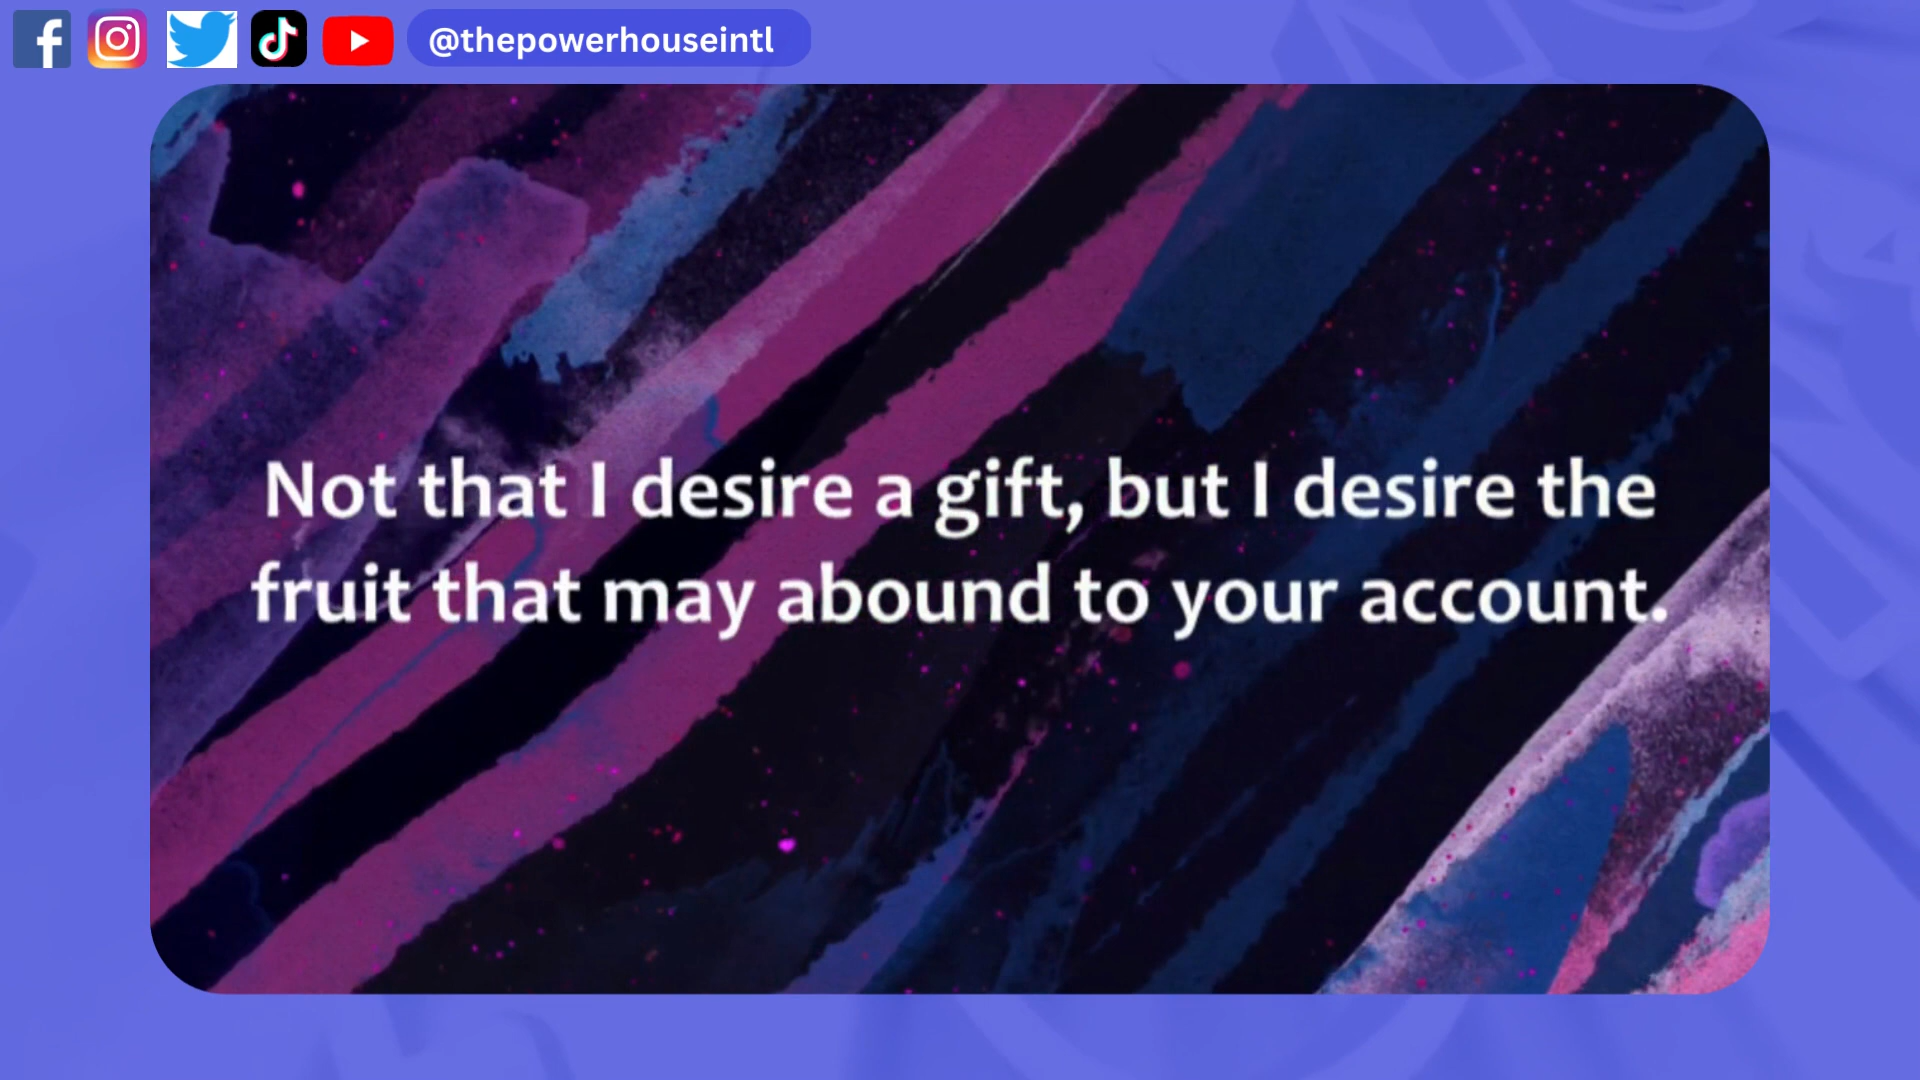 @thepowerhouseintl
Not that I desire a gift, but I desire the
fruit that may abound to your account.